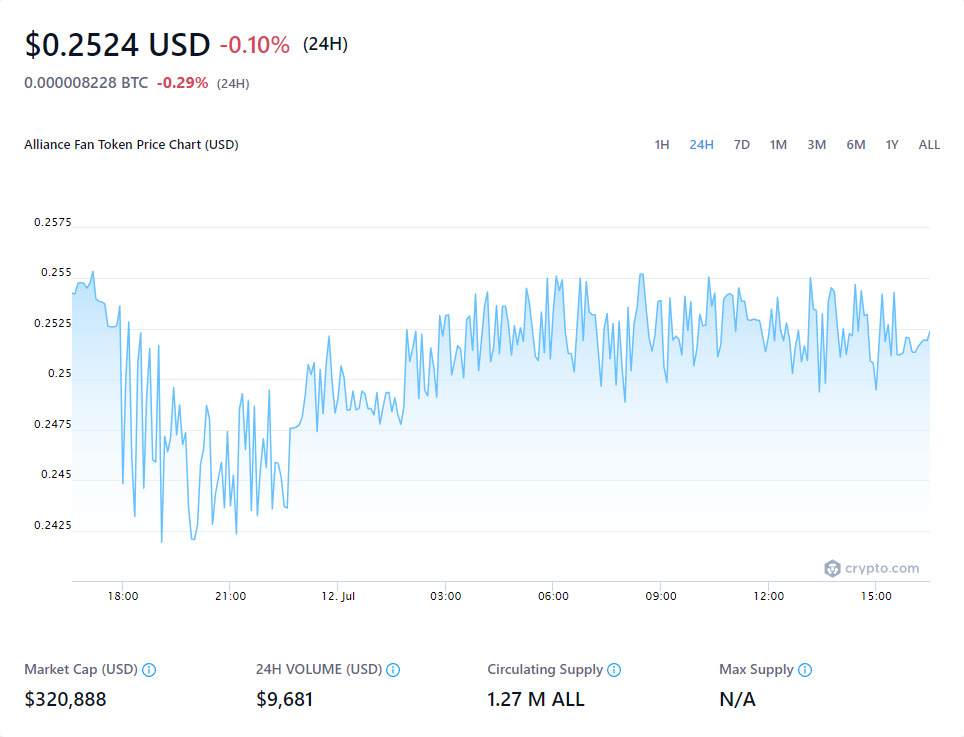 $0.2524 USD -0.10% (24H)
0.000008228 BTC -0.29% (24H)
Alliance Fan Token Price Chart (USD) 1H 24H 7D 1M 3M 6M 1Y ALL
0.2575
0.255
0.2525
0.25
0.2475
0.245
0.2425
crypto.com
18:00 21:00 12. Jul 03:00 06:00 09:00 12:00 15:00
Market Cap (USD) 24H VOLUME (USD) Circulating Supply Max Supply
$320,888 $9,681 1.27 M ALL N/A